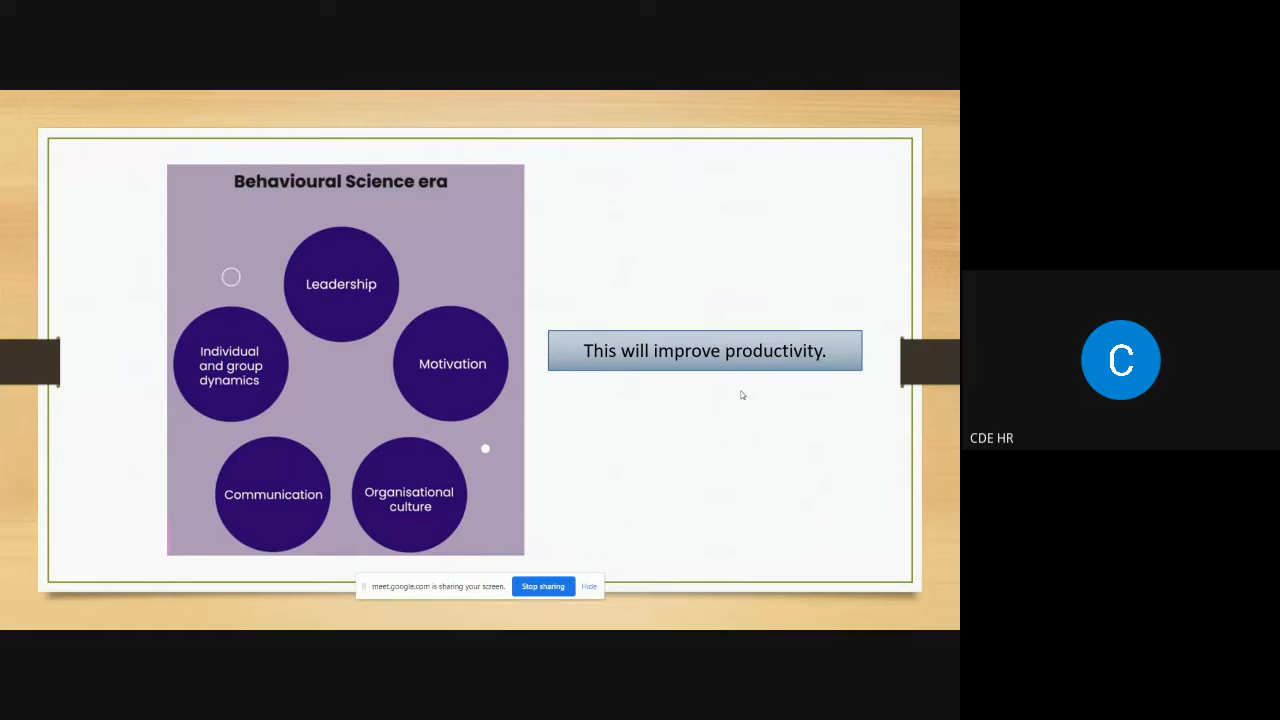 Behavioural Science era
Leadership
Individual
and group
dynamics
Motivation
Communication
Organisational
culture
This will improve productivity.
meet.google.com is sharing your screen.
Stop sharing
Hide
C
CDE HR